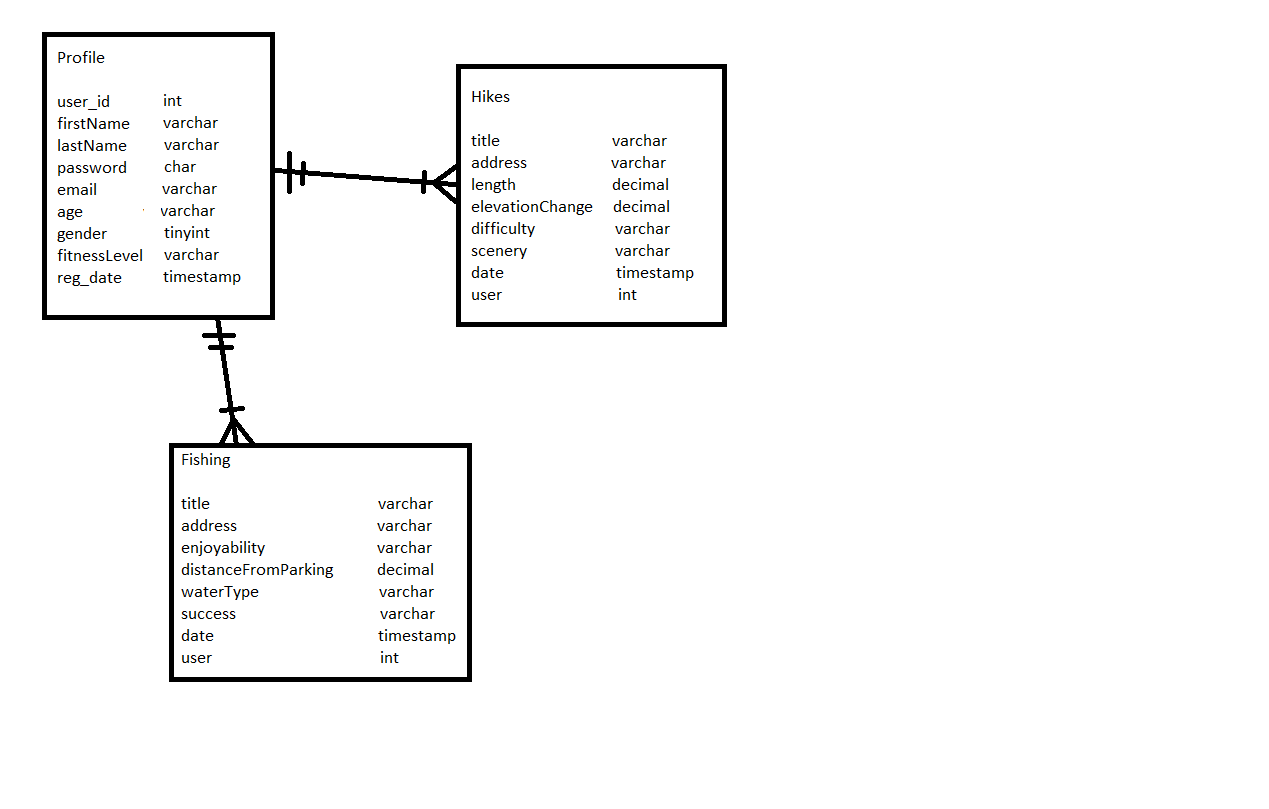 Profile
user_id int
firstName varchar
lastName varchar
password char
email varchar
age varchar
gender tinyint
fitnessLevel varchar
reg_date timestamp
Hikes
title varchar
address varchar
length decimal
elevationChange decimal
difficulty varchar
scenery varchar
date timestamp
user int
Fishing
title varchar
address varchar
enjoyability varchar
distanceFromParking decimal
waterType varchar
success varchar
date timestamp
user int